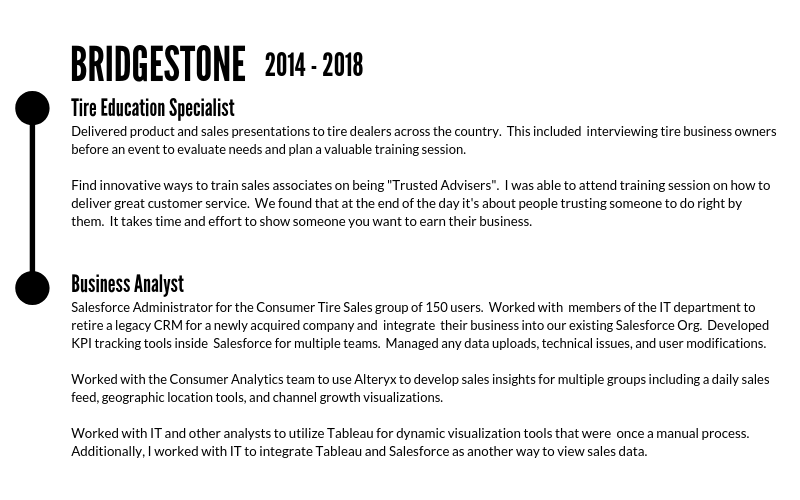 BRIDGESTONE 2014 - 2018
Tire Education Specialist
Delivered product and sales presentations to tire dealers across the country.  This included  interviewing tire business owners
before an event to evaluate needs and plan a valuable training session.
Find innovative ways to train sales associates on being "Trusted Advisers".  I was able to attend training session on how to
deliver great customer service.  We found that at the end of the day it's about people trusting someone to do right by
them.  It takes time and effort to show someone you want to earn their business.
Business Analyst
Salesforce Administrator for the Consumer Tire Sales group of 150 users.  Worked with  members of the IT department to
retire a legacy CRM for a newly acquired company and  integrate  their business into our existing Salesforce Org.  Developed
KPI tracking tools inside  Salesforce for multiple teams.  Managed any data uploads, technical issues, and user modifications.
Worked with the Consumer Analytics team to use Alteryx to develop sales insights for multiple groups including a daily sales
feed, geographic location tools, and channel growth visualizations.
Worked with IT and other analysts to utilize Tableau for dynamic visualization tools that were  once a manual process.
Additionally, I worked with IT to integrate Tableau and Salesforce as another way to view sales data.